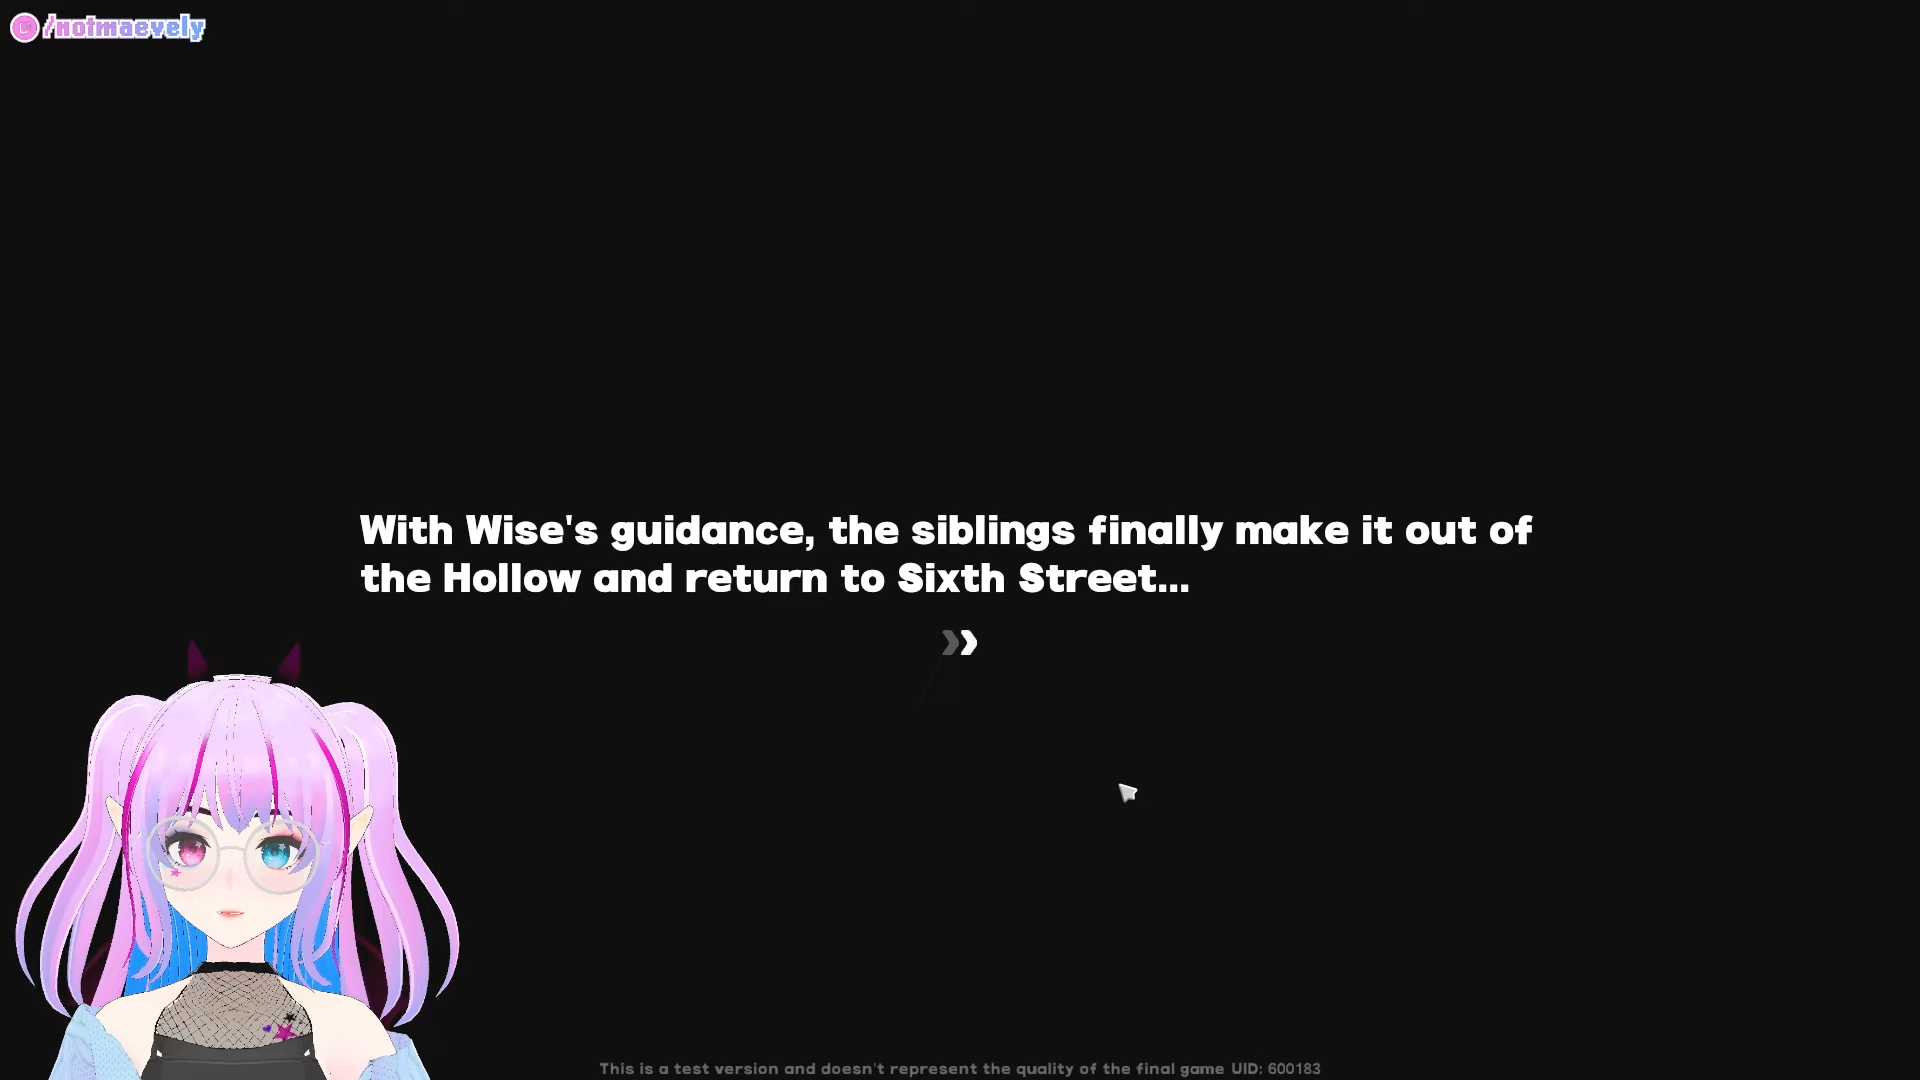 /notmaevely
With Wise's guidance, the siblings finally make it out of
the Hollow and return to Sixth Street...
This is a test version and doesn't represent the quality of the final game UID: 600183